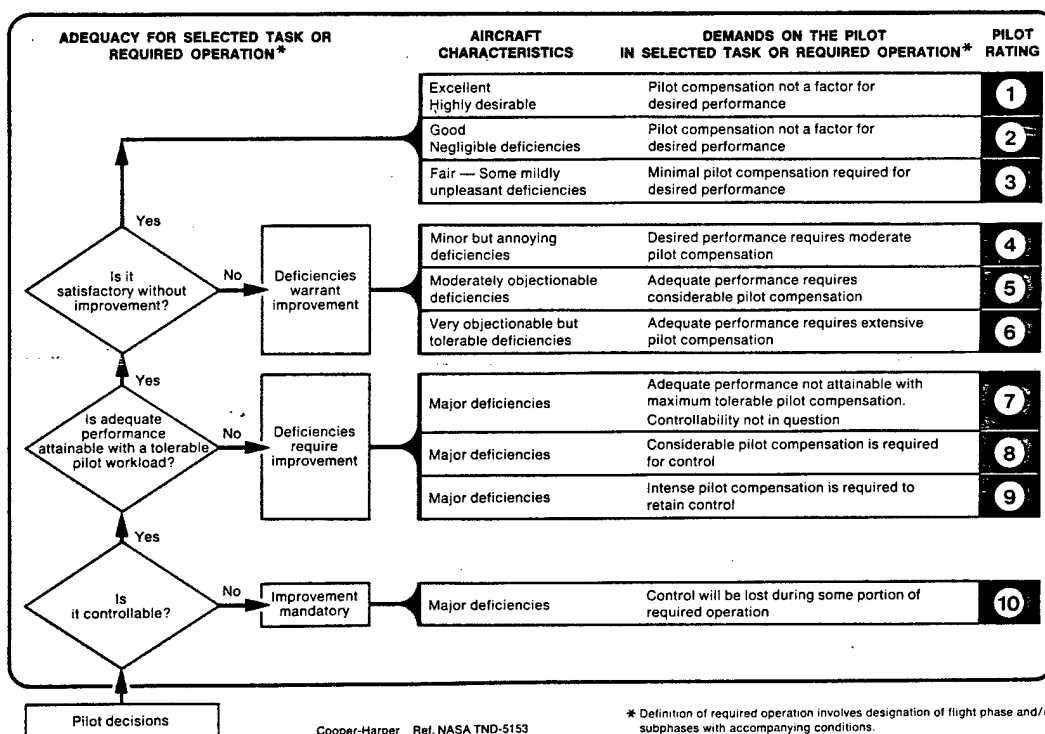 ADEQUACY FOR SELECTED TASK OR
REQUIRED OPERATION*
AIRCRAFT
CHARACTERISTICS
DEMANDS ON THE PILOT
IN SELECTED TASK OR REQUIRED OPERATION*
PILOT
RATING
Excellent
Highly desirable
Pilot compensation not a factor for
desired performance
1
Good
Negligible deficiencies
Pilot compensation not a factor for
desired performance
2
Fair — Some mildly
unpleasant deficiencies
Minimal pilot compensation required for
desired performance
3
Yes
Is it
satisfactory without
improvement?
No
Deficiencies
warrant
improvement
Minor but annoying
deficiencies
Desired performance requires moderate
pilot compensation
4
Moderately objectionable
deficiencies
Adequate performance requires
considerable pilot compensation
5
Very objectionable but
tolerable deficiencies
Adequate performance requires extensive
pilot compensation
6
Yes
Is adequate
performance
attainable with a tolerable
pilot workload?
No
Deficiencies
require
improvement
Major deficiencies
Adequate performance not attainable with
maximum tolerable pilot compensation.
Controllability not in question
7
Major deficiencies
Considerable pilot compensation is required
for control
8
Major deficiencies
Intense pilot compensation is required to
retain control
9
Yes
Is
it controllable?
No
Improvement
mandatory
Major deficiencies
Control will be lost during some portion of
required operation
10
Pilot decisions
Cooper-Harper Ref. NASA TND-5153
* Definition of required operation involves designation of flight phase and/
subphases with accompanying conditions.